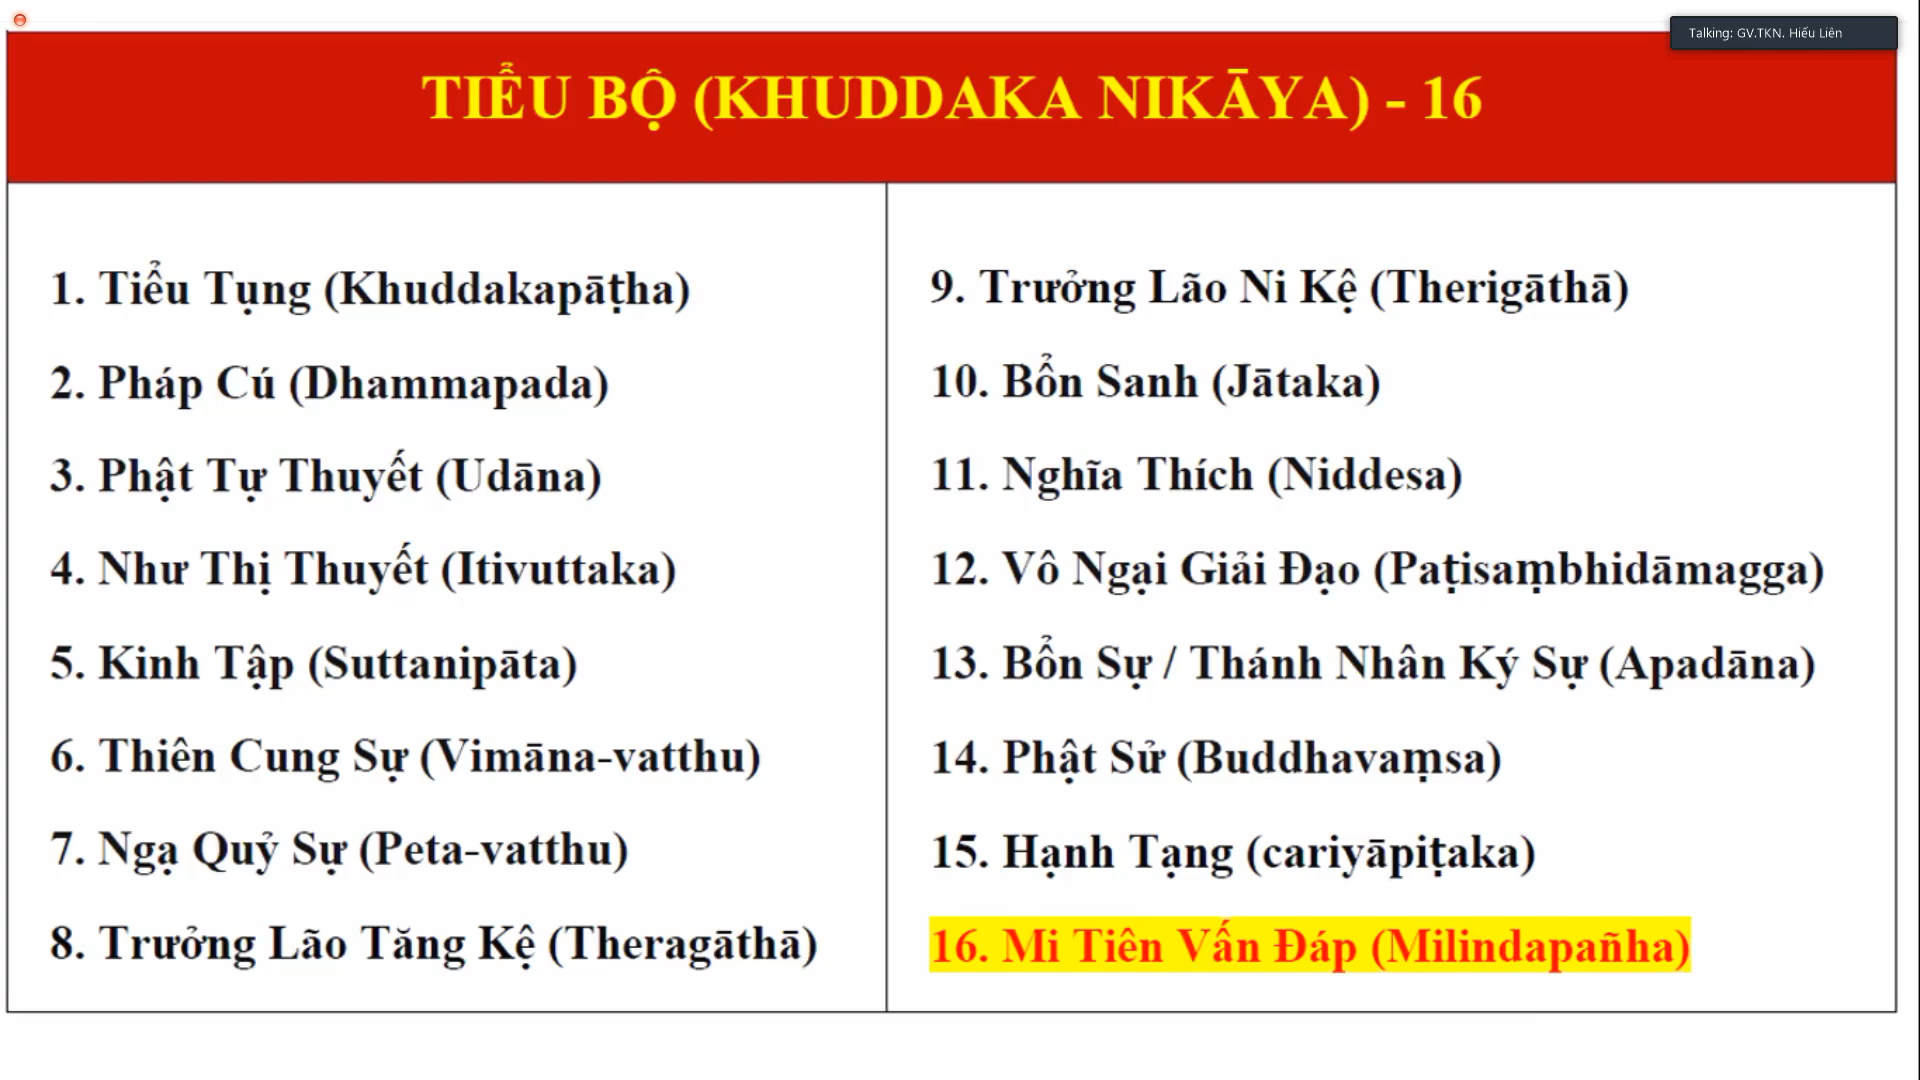 Talking: GV.TKN. Hiếu Liên
TIỂU BỘ (KHUDDAKA NIKĀYA) - 16
1. Tiểu Tụng (Khuddakapāṭha)
2. Pháp Cú (Dhammapada)
3. Phật Tự Thuyết (Udāna)
4. Như Thị Thuyết (Itivuttaka)
5. Kinh Tập (Suttanipāta)
6. Thiên Cung Sự (Vimāna-vatthu)
7. Ngạ Quỷ Sự (Peta-vatthu)
8. Trưởng Lão Tăng Kệ (Theragāthā)
9. Trưởng Lão Ni Kệ (Therigāthā)
10. Bổn Sanh (Jātaka)
11. Nghĩa Thích (Niddesa)
12. Vô Ngại Giải Đạo (Paṭisaṃbhidāmagga)
13. Bổn Sự / Thánh Nhân Ký Sự (Apadāna)
14. Phật Sử (Buddhavaṃsa)
15. Hạnh Tạng (cariyāpiṭaka)
16. Mi Tiên Vấn Đáp (Milindapañha)